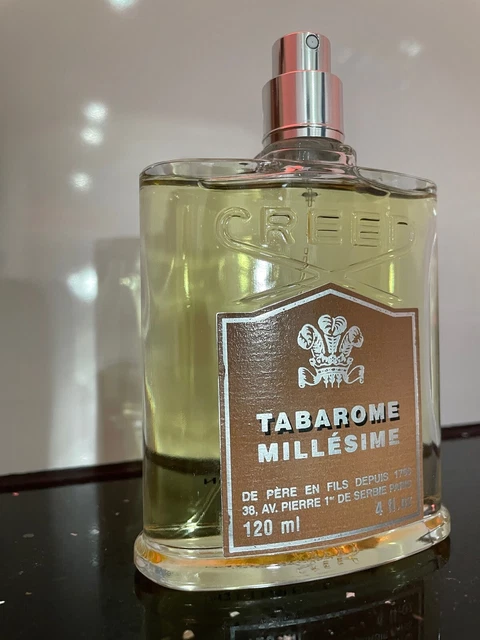 CREED
TABAROME
MILLÉSIME
DE PÈRE EN FILS DEPUIS
38, AV. PIERRE 1er DE SERBIE PARIS
120 ml 4 fl.oz